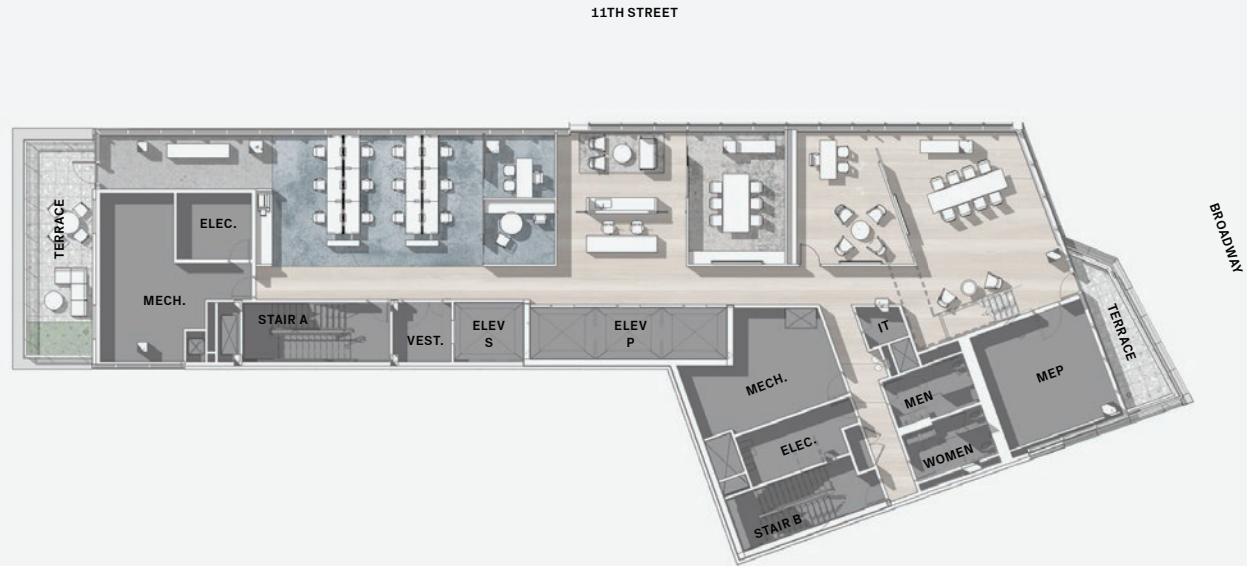 11TH STREET
BROADWAY
TERRACE
ELEC.
MECH.
STAIR A
VEST.
ELEV
S
ELEV
P
IT
TERRACE
MECH.
MEN
MEP
ELEC.
WOMEN
STAIR B